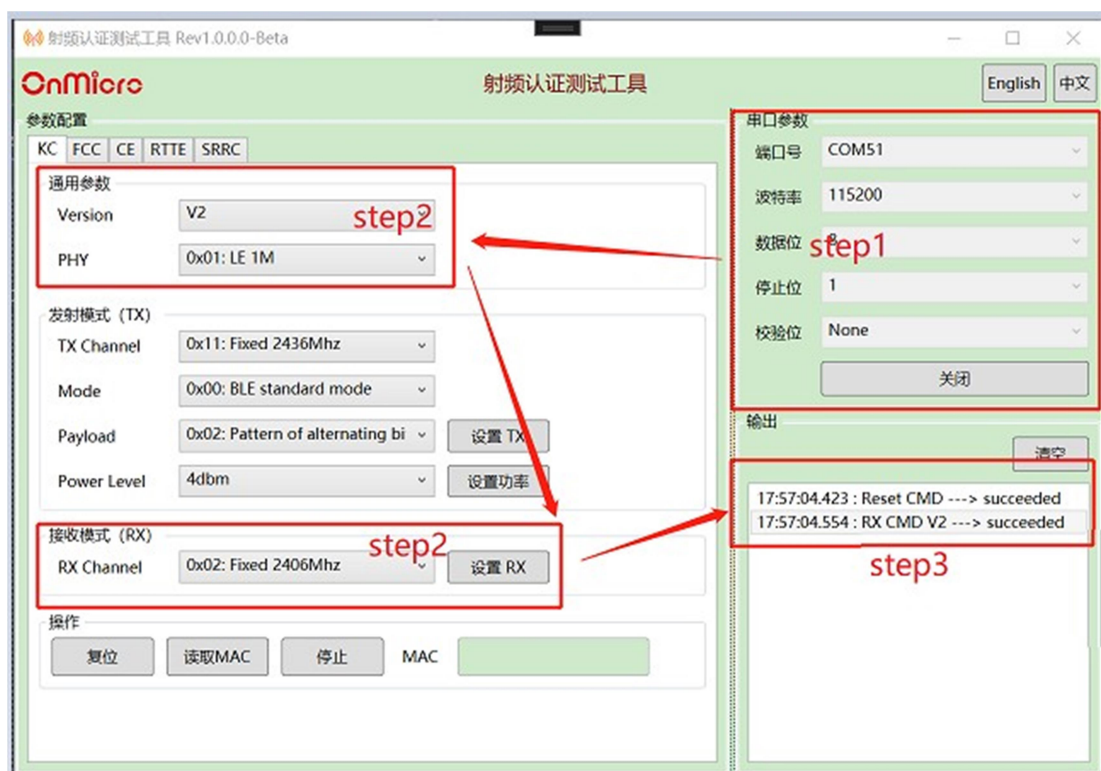 射频认证测试工具 Rev1.0.0.0-Beta
OnMicro
射频认证测试工具
English
中文
参数配置
KC FCC CE RTTE SRRC
通用参数
Version V2
step2
PHY 0x01: LE 1M
发射模式（TX）
TX Channel 0x11: Fixed 2436Mhz
Mode 0x00: BLE standard mode
Payload 0x02: Pattern of alternating bi 设置 TX
Power Level 4dbm 设置功率
接收模式（RX）
step2
RX Channel 0x02: Fixed 2406Mhz 设置 RX
操作
复位 读取MAC 停止 MAC
串口参数
端口号 COM51
波特率 115200
数据位 8
step1
停止位 1
校验位 None
关闭
输出
清空
17:57:04.423 : Reset CMD ---> succeeded
17:57:04.554 : RX CMD V2 ---> succeeded
step3